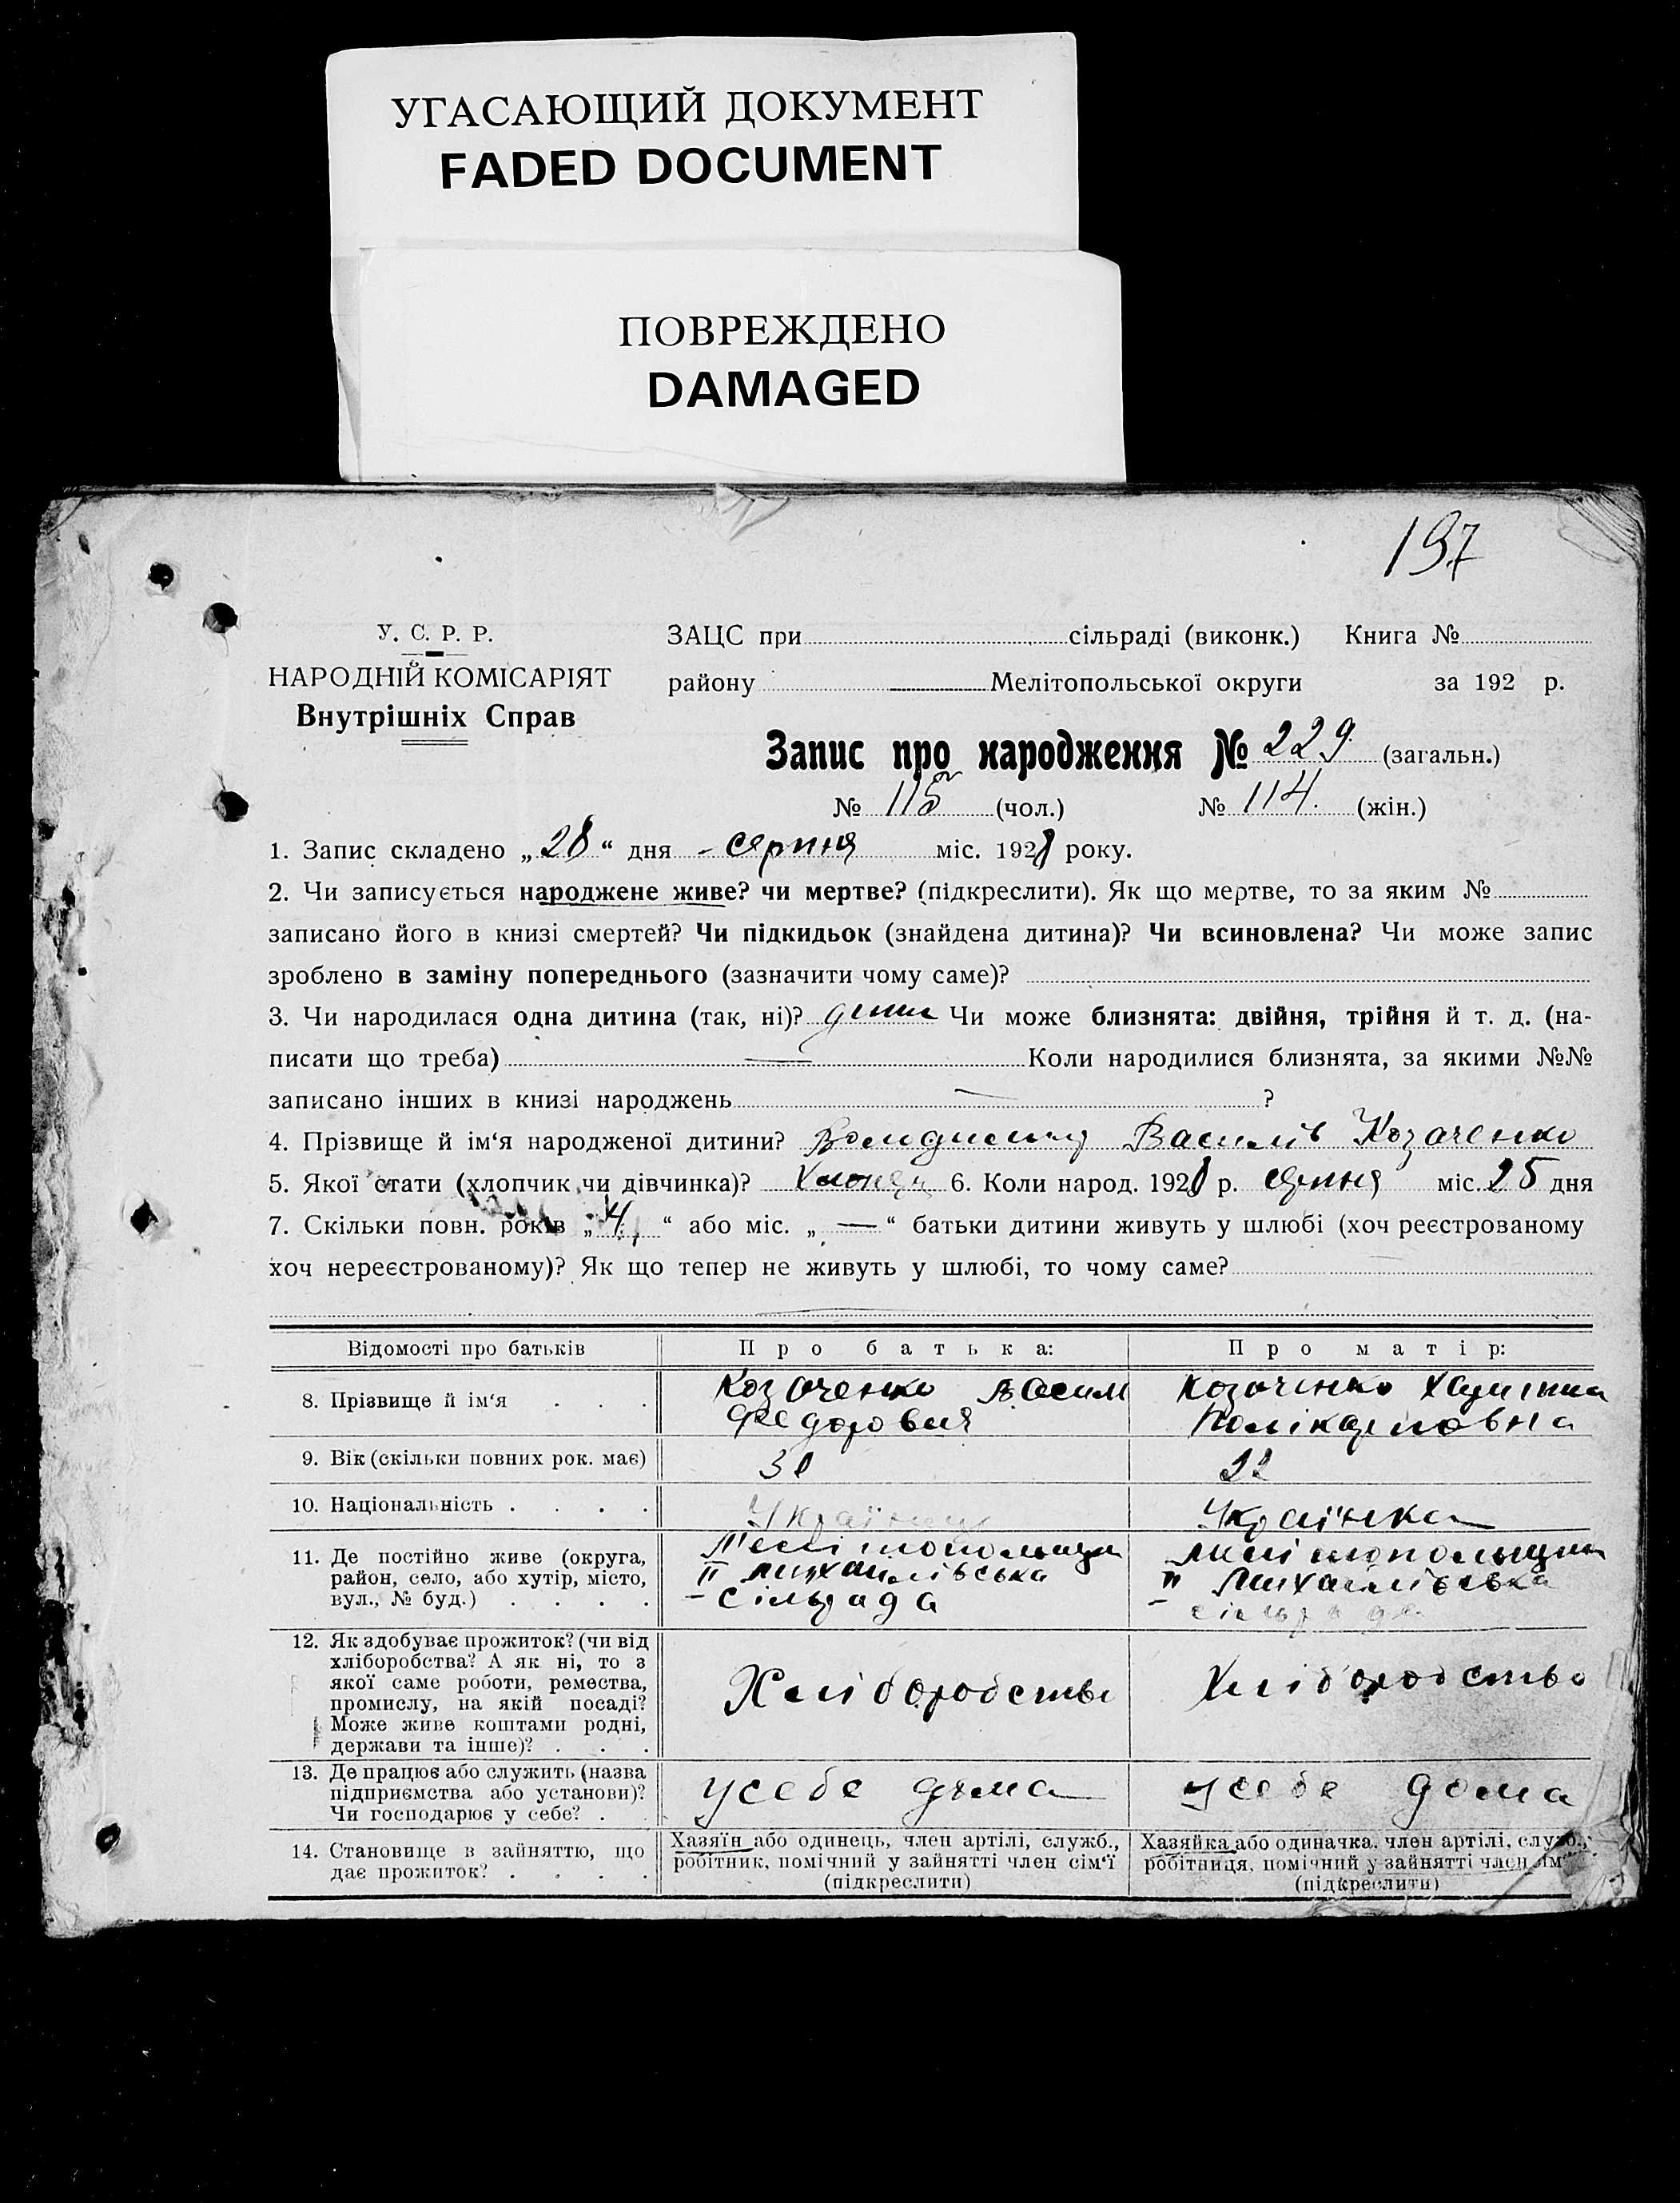 УГАСАЮЩИЙ ДОКУМЕНТ
FADED DOCUMENT
ПОВРЕЖДЕНО
DAMAGED
197
У. С. Р. Р.
НАРОДНІЙ КОМІСАРІЯТ
Внутрішніх Справ
ЗАЦС при сільраді (виконк.) Книга №
району Мелітопольської округи за 192 р.
Запис про народження № 229 (загальн.)
№ 115 (чол.) № 114 (жін.)
1. Запис складено „28“ дня серпня міс. 1928 року.
2. Чи записується народжене живе? чи мертве? (підкреслити). Як що мертве, то за яким №
записано його в книзі смертей? Чи підкидьок (знайдена дитина)? Чи всиновлена? Чи може запис
зроблено в заміну попереднього (зазначити чому саме)?
3. Чи народилася одна дитина (так, ні)? Чи може близнята: двійня, трійня й т. д. (на-
писати що треба) — Коли народилися близнята, за якими №№
записано інших в книзі народжень — ?
4. Прізвище й ім‘я народженої дитини? Василів Козаченко
5. Якої стати (хлопчик чи дівчинка)? 6. Коли народ. 1928 р. серпня міс. 25 дня
7. Скільки повн. років „4“ або міс. „—“ батьки дитини живуть у шлюбі (хоч реєстрованому
хоч нереєстрованому)? Як що тепер не живуть у шлюбі, то чому саме?
Відомості про батьків
Про батька:
Про матір:
8. Прізвище й ім‘я . . .
Козаченко Васил
Федорович
Козаченко
Полікарповна
9. Вік (скільки повних рок. має)
22
10. Національність . . . .
Українець
Українка
11. Де постійно живе (округа,
район, село, або хутір, місто,
вул., № буд.) . . . .
Мелітопольщина
II Михайлівська
- Сільрада
Мелітопольщина
II Михайлівська
- сільрада
12. Як здобуває прожиток? (чи від
хліборобства? А як ні, то з
якої саме роботи, ремества,
промислу, на якій посаді?
Може живе коштами родні,
держави та інше)? . . .
Хліборобство
Хліборобство
13. Де працює або служить (назва
підприємства або установи)?
Чи господарює у себе? . .
усебе дома
усебе дома
14. Становище в зайняттю, що
дає прожиток? . . . .
Хазяїн або одинець, член артілі, служб.,
робітник, помічний у зайнятті член сім‘ї
(підкреслити)
Хазяйка або одиначка, член артілі, служб.,
робітниця, помічний у зайнятті член сім
(підкреслити)